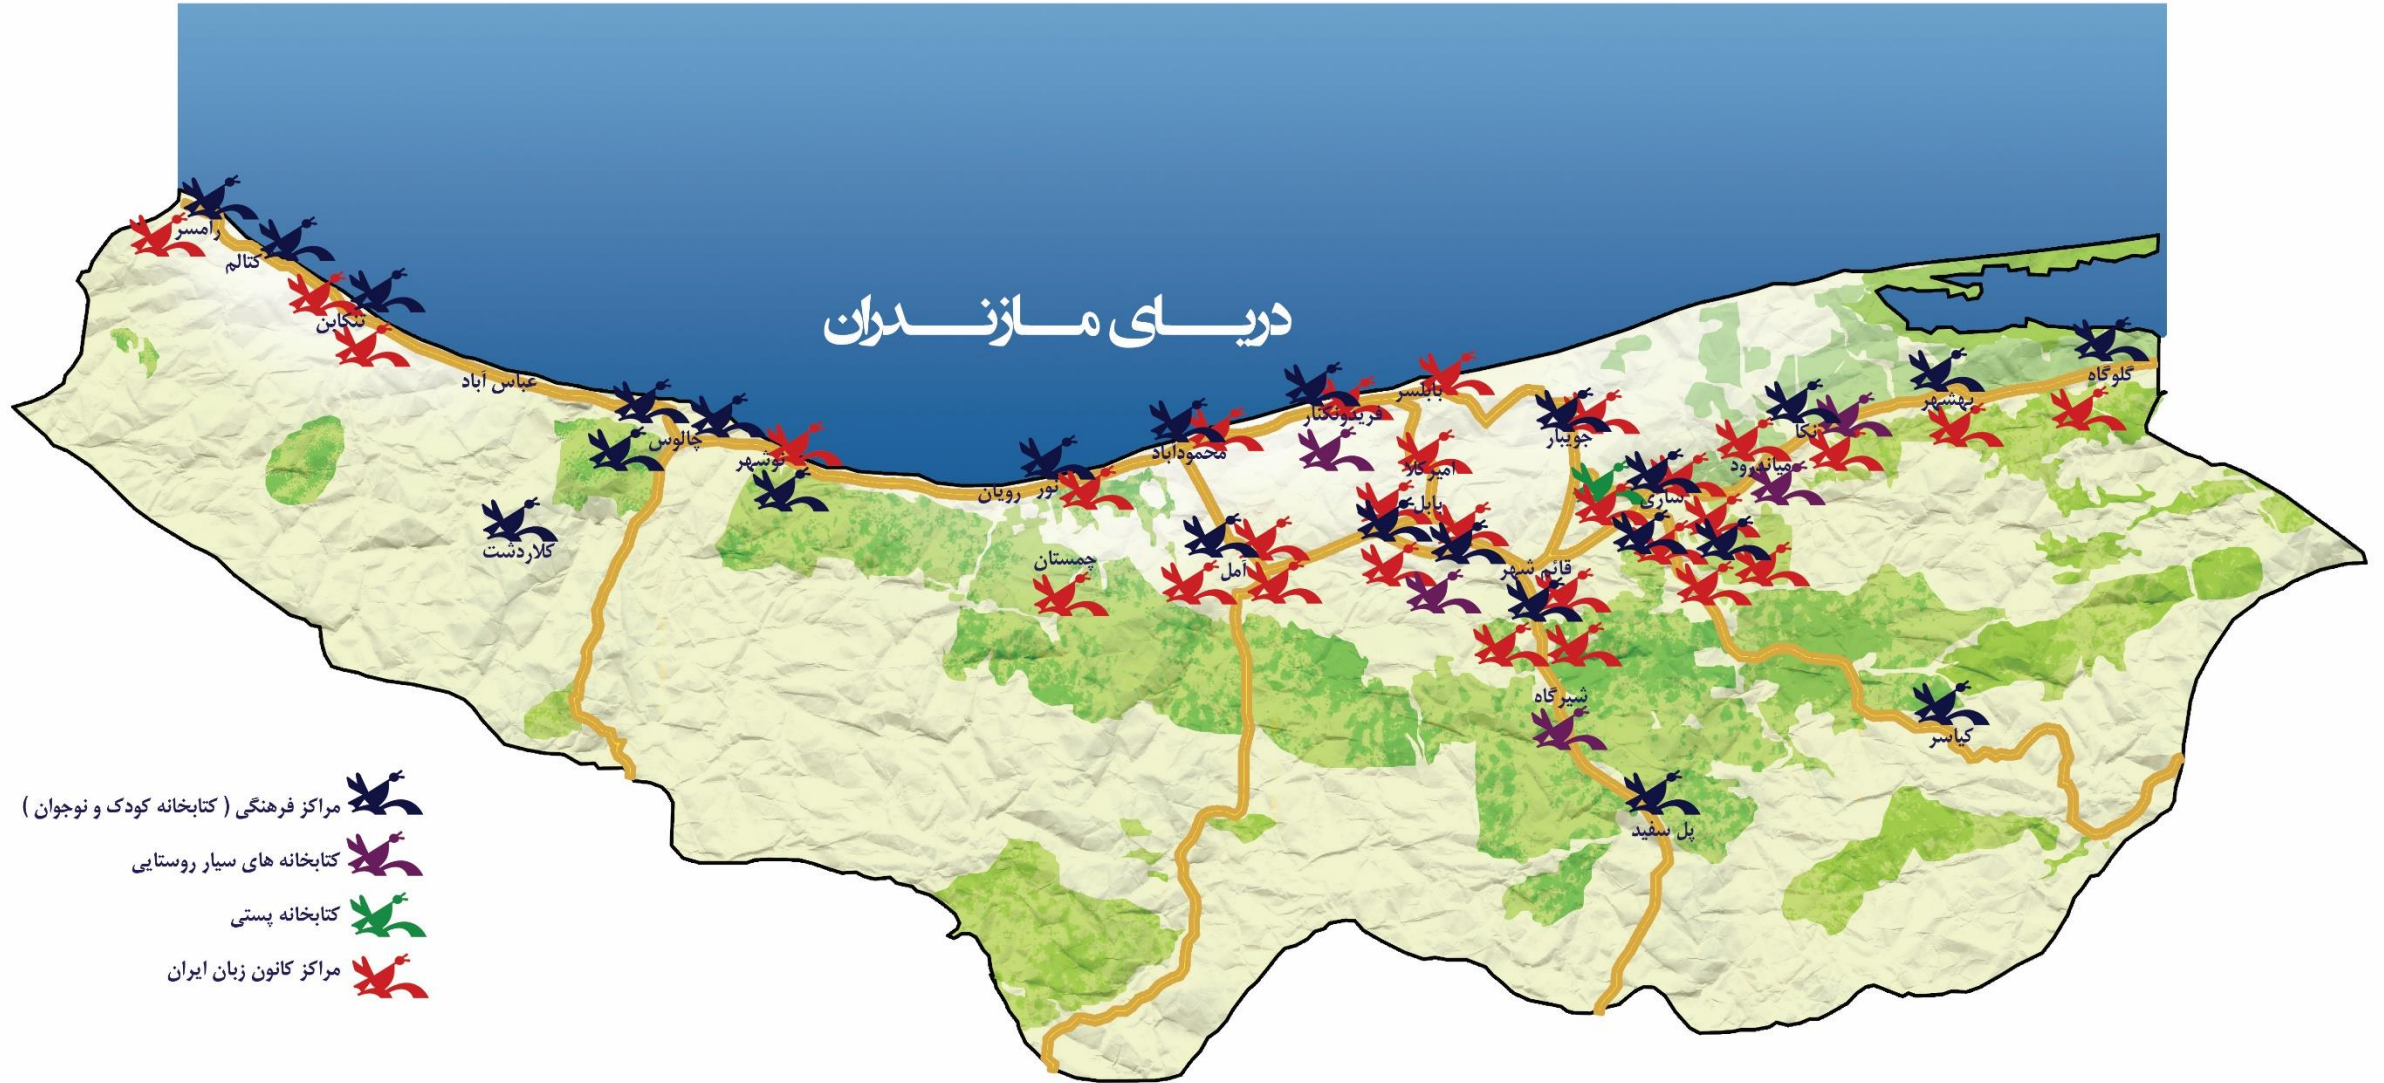 دریای مازندران
رامسر
کتالم
تنکابن
عباس آباد
چالوس
نوشهر
کلاردشت
رویان
نور
چمستان
محمودآباد
آمل
فریدونکنار
بابلسر
امیرکلا
بابل
جویبار
قائم شهر
ساری
میاندرود
نکا
بهشهر
گلوگاه
شیرگاه
پل سفید
کیاسر
مراکز فرهنگی ( کتابخانه کودک و نوجوان )
کتابخانه های سیار روستایی
کتابخانه پستی
مراکز کانون زبان ایران